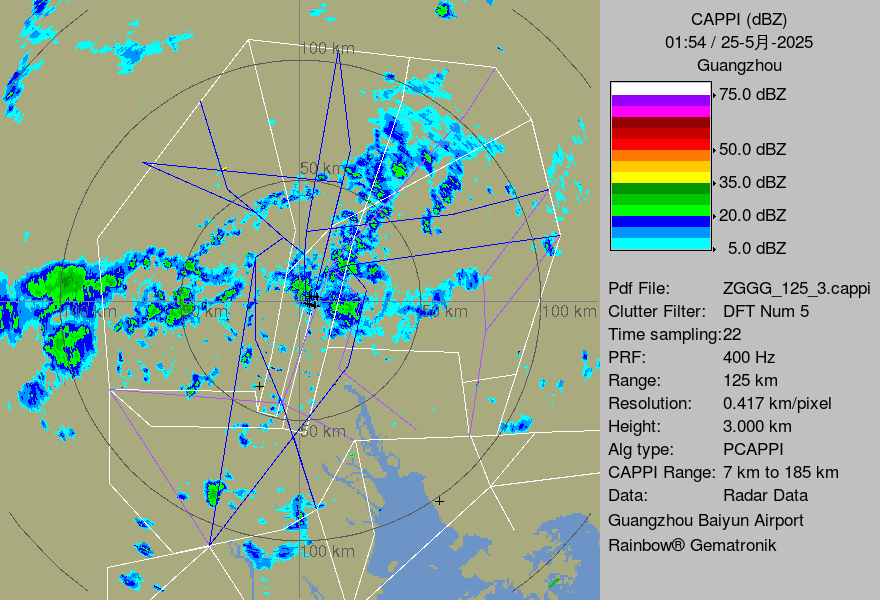 CAPPI (dBZ)
01:54 / 25-5月-2025
Guangzhou
75.0 dBZ
50.0 dBZ
35.0 dBZ
20.0 dBZ
5.0 dBZ
Pdf File: ZGGG_125_3.cappi
Clutter Filter: DFT Num 5
Time sampling:22
PRF: 400 Hz
Range: 125 km
Resolution: 0.417 km/pixel
Height: 3.000 km
Alg type: PCAPPI
CAPPI Range: 7 km to 185 km
Data: Radar Data
Guangzhou Baiyun Airport
Rainbow® Gematronik
100 km
50 km
100 km
50 km
100 km
50 km
100 km